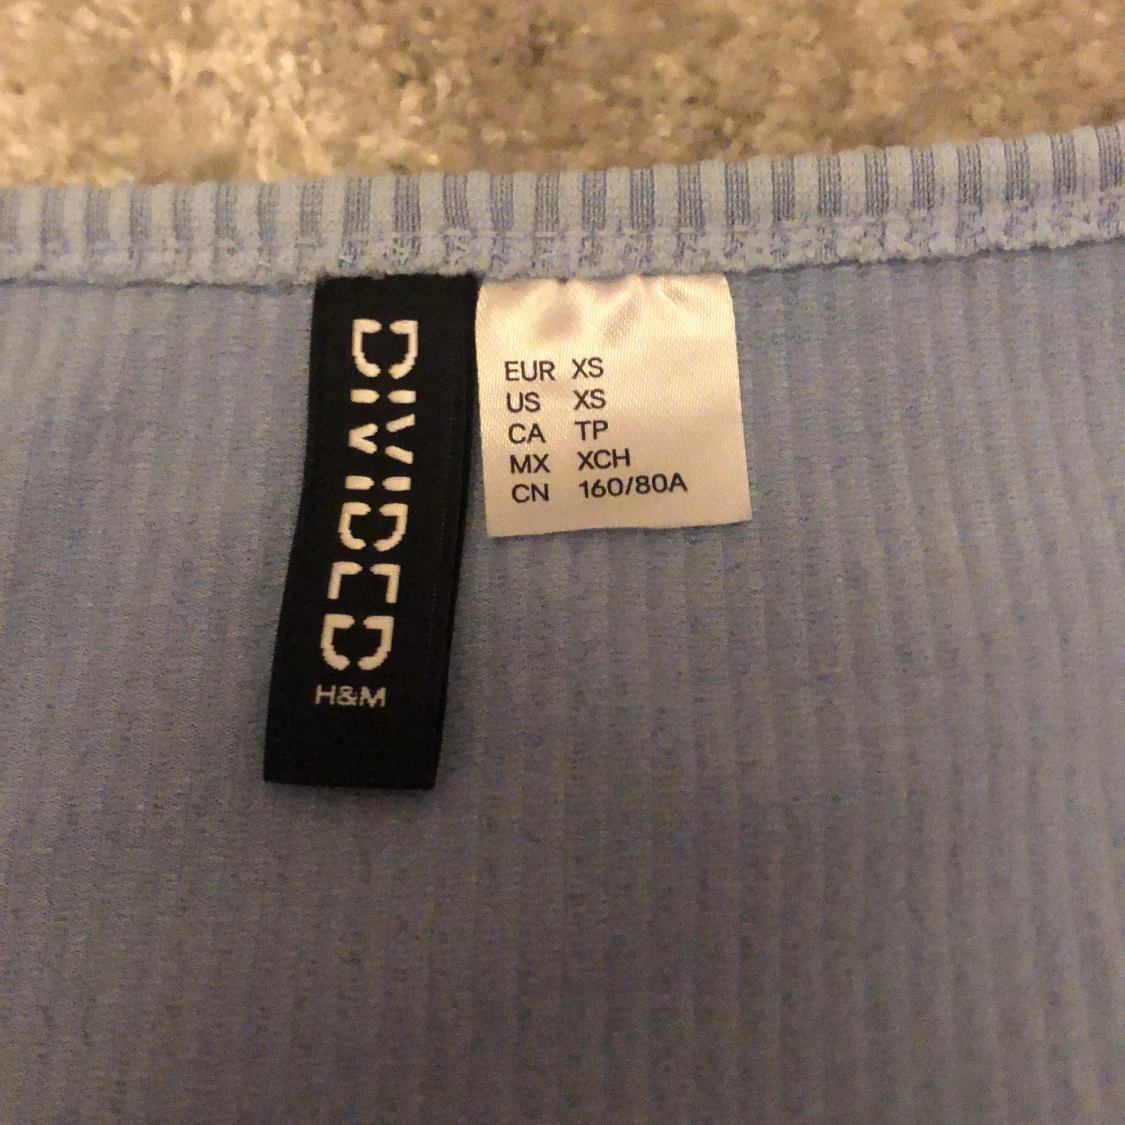 DIVIDED
H&M
EUR XS
US XS
CA TP
MX XCH
CN 160/80A